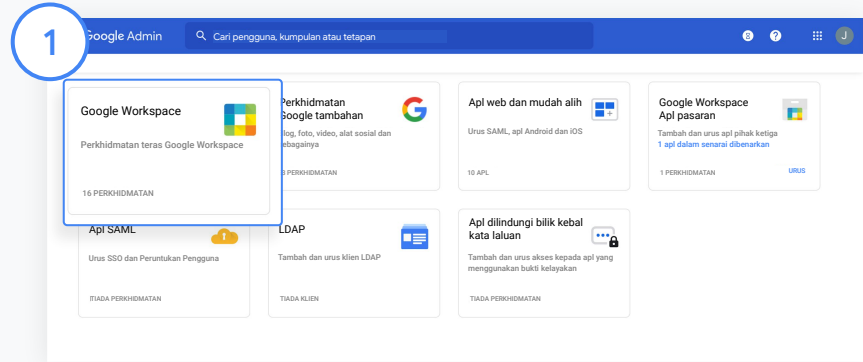 1
Google Admin
Cari pengguna, kumpulan atau tetapan
J
Google Workspace
Perkhidmatan teras Google Workspace
16 PERKHIDMATAN
Perkhidmatan
Google tambahan
foto, video, alat sosial dan
sebagainya
PERKHIDMATAN
Apl web dan mudah alih
Urus SAML, apl Android dan iOS
10 APL
Google Workspace
Apl pasaran
Tambah dan urus apl pihak ketiga
1 apl dalam senarai dibenarkan
1 PERKHIDMATAN
URUS
Apl SAML
Urus SSO dan Peruntukan Pengguna
TIADA PERKHIDMATAN
LDAP
Tambah dan urus klien LDAP
TIADA KLIEN
Apl dilindungi bilik kebal
kata laluan
Tambah dan urus akses kepada apl yang
menggunakan bukti kelayakan
TIADA PERKHIDMATAN